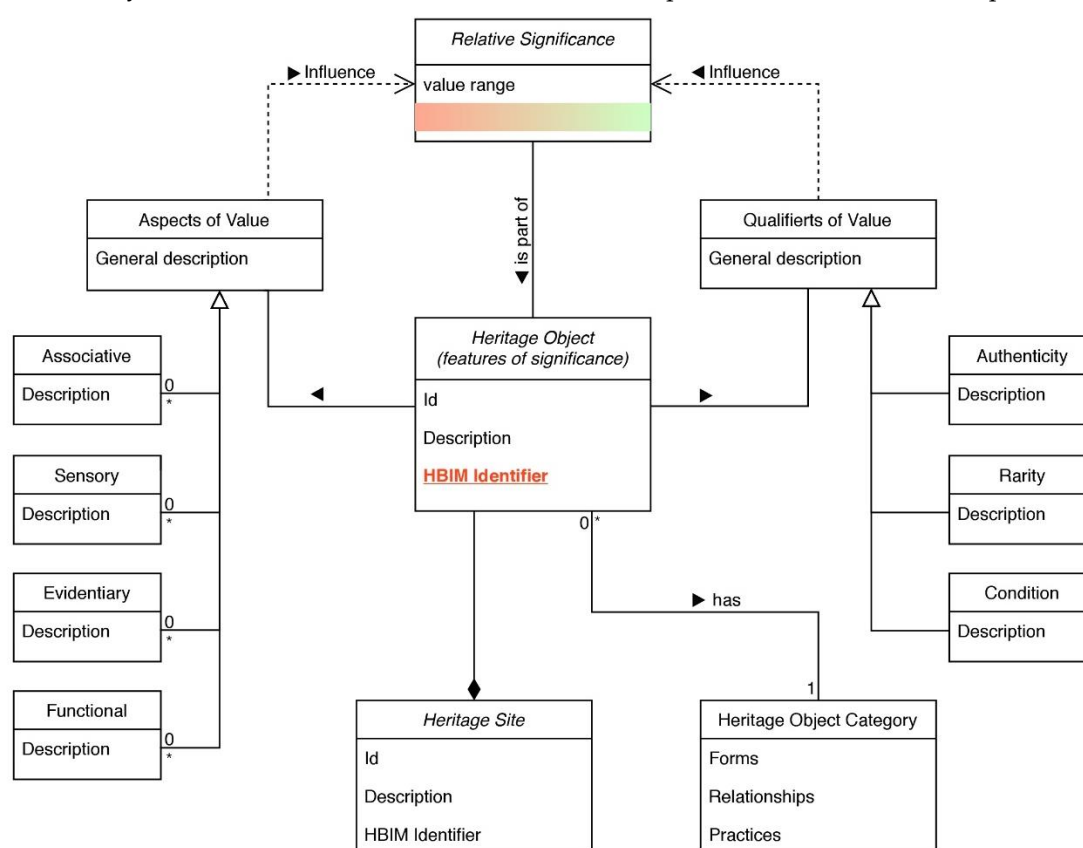 Relative Significance
▶ Influence
◀ Influence
value range
▶ is part of
Aspects of Value
General description
Qualifierts of Value
General description
Heritage Object
(features of significance)
Id
Description
HBIM Identifier
Associative
Description
0
*
Sensory
Description
0
*
Evidentiary
Description
0
*
Functional
Description
0
*
Authenticity
Description
Rarity
Description
Condition
Description
0 *
▶ has
1
Heritage Site
Id
Description
HBIM Identifier
Heritage Object Category
Forms
Relationships
Practices